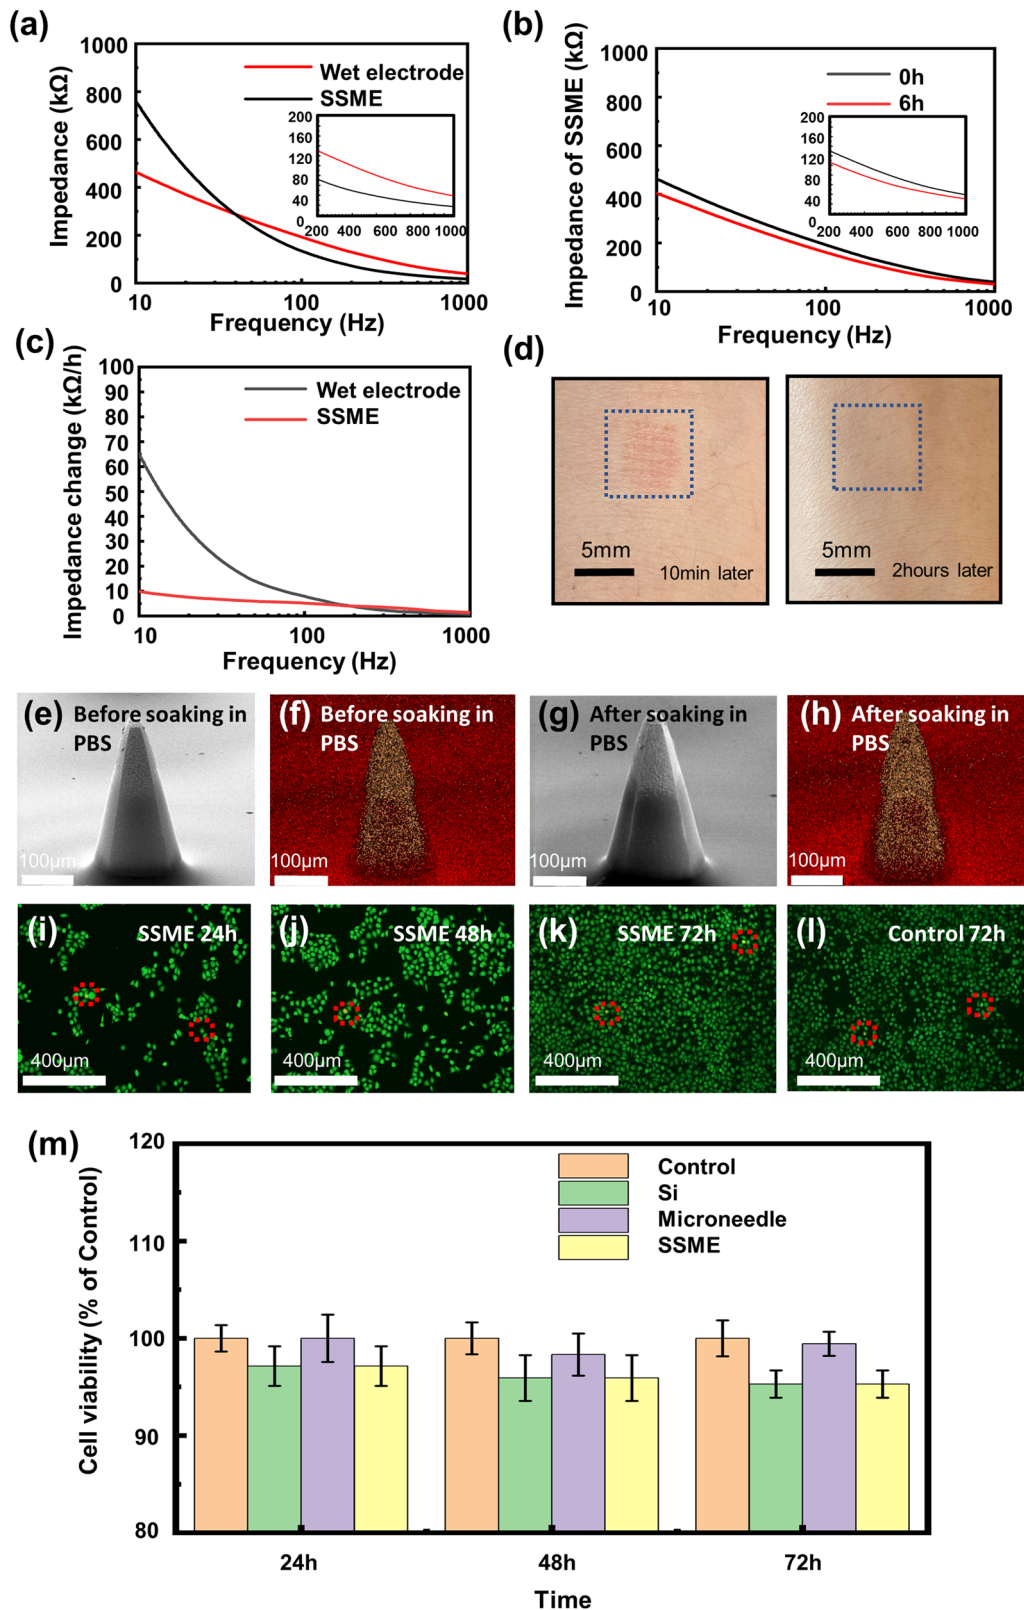 (a)
Impedance (kΩ)
1000
800
600
400
200
0
Wet electrode
SSME
200
160
120
80
40
0
200 400 600 800 1000
10 100 1000
Frequency (Hz)
(b)
Impedance of SSME (kΩ)
1000
800
600
400
200
0
0h
6h
200
160
120
80
40
0
200 400 600 800 1000
10 100 1000
Frequency (Hz)
(c)
Impedance change (kΩ/h)
100
90
80
70
60
50
40
30
20
10
0
Wet electrode
SSME
10 100 1000
Frequency (Hz)
(d)
5mm
10min later
5mm
2hours later
(e) Before soaking in
PBS
100μm
(f) Before soaking in
PBS
100μm
(g) After soaking in
PBS
100μm
(h) After soaking in
PBS
100μm
(i) SSME 24h
400μm
(j) SSME 48h
400μm
(k) SSME 72h
400μm
(l) Control 72h
400μm
(m)
Cell viability (% of Control)
120
110
100
90
80
Control
Si
Microneedle
SSME
24h 48h 72h
Time